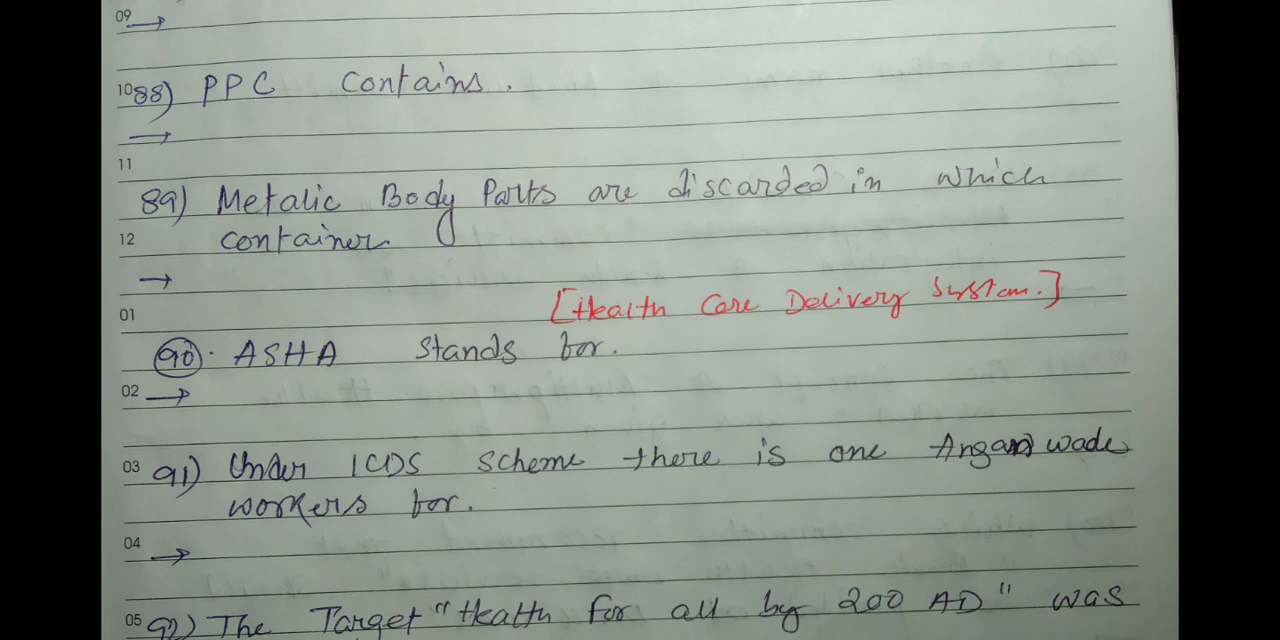 09 →
10 88) PPC Contains.
→
11
89) Metalic Body Parts are discarded in which
12 container
→
[Health Care Delivery System.]
01
90. ASHA Stands for.
02 →
03 91) Under ICDS Scheme there is one Anganwade
workers for.
04 →
05 92) The Target "Health for all by 200 AD" was